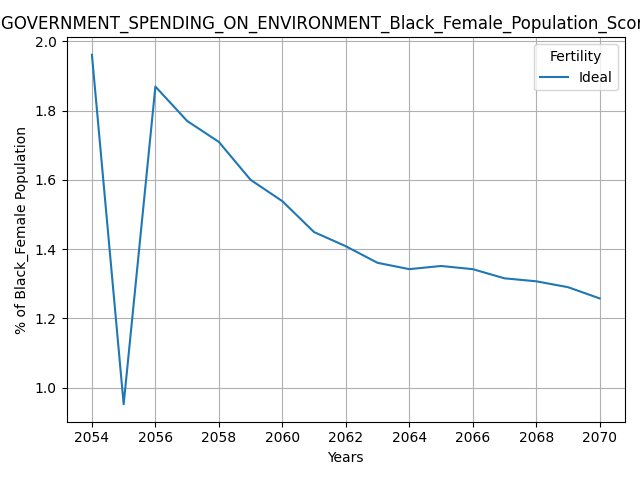 GOVERNMENT_SPENDING_ON_ENVIRONMENT_Black_Female_Population_Scor
Fertility
Ideal
% of Black_Female Population
2.0
1.8
1.6
1.4
1.2
1.0
2054 2056 2058 2060 2062 2064 2066 2068 2070
Years